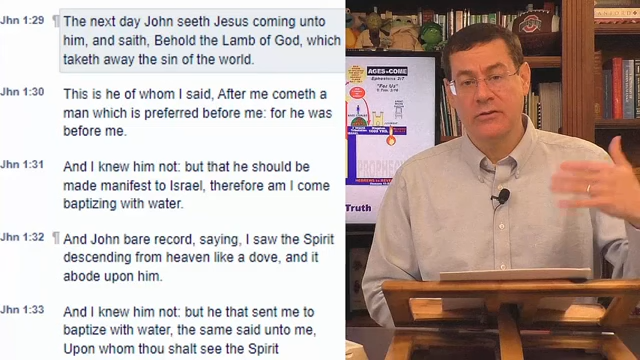 Jhn 1:29 ¶ The next day John seeth Jesus coming unto
him, and saith, Behold the Lamb of God, which
taketh away the sin of the world.
Jhn 1:30 This is he of whom I said, After me cometh a
man which is preferred before me: for he was
before me.
Jhn 1:31 And I knew him not: but that he should be
made manifest to Israel, therefore am I come
baptizing with water.
Jhn 1:32 ¶ And John bare record, saying, I saw the Spirit
descending from heaven like a dove, and it
abode upon him.
Jhn 1:33 And I knew him not: but he that sent me to
baptize with water, the same said unto me,
Upon whom thou shalt see the Spirit
AGES to COME
Ephesians 2:7
"For Us"
PROPHECY
Truth